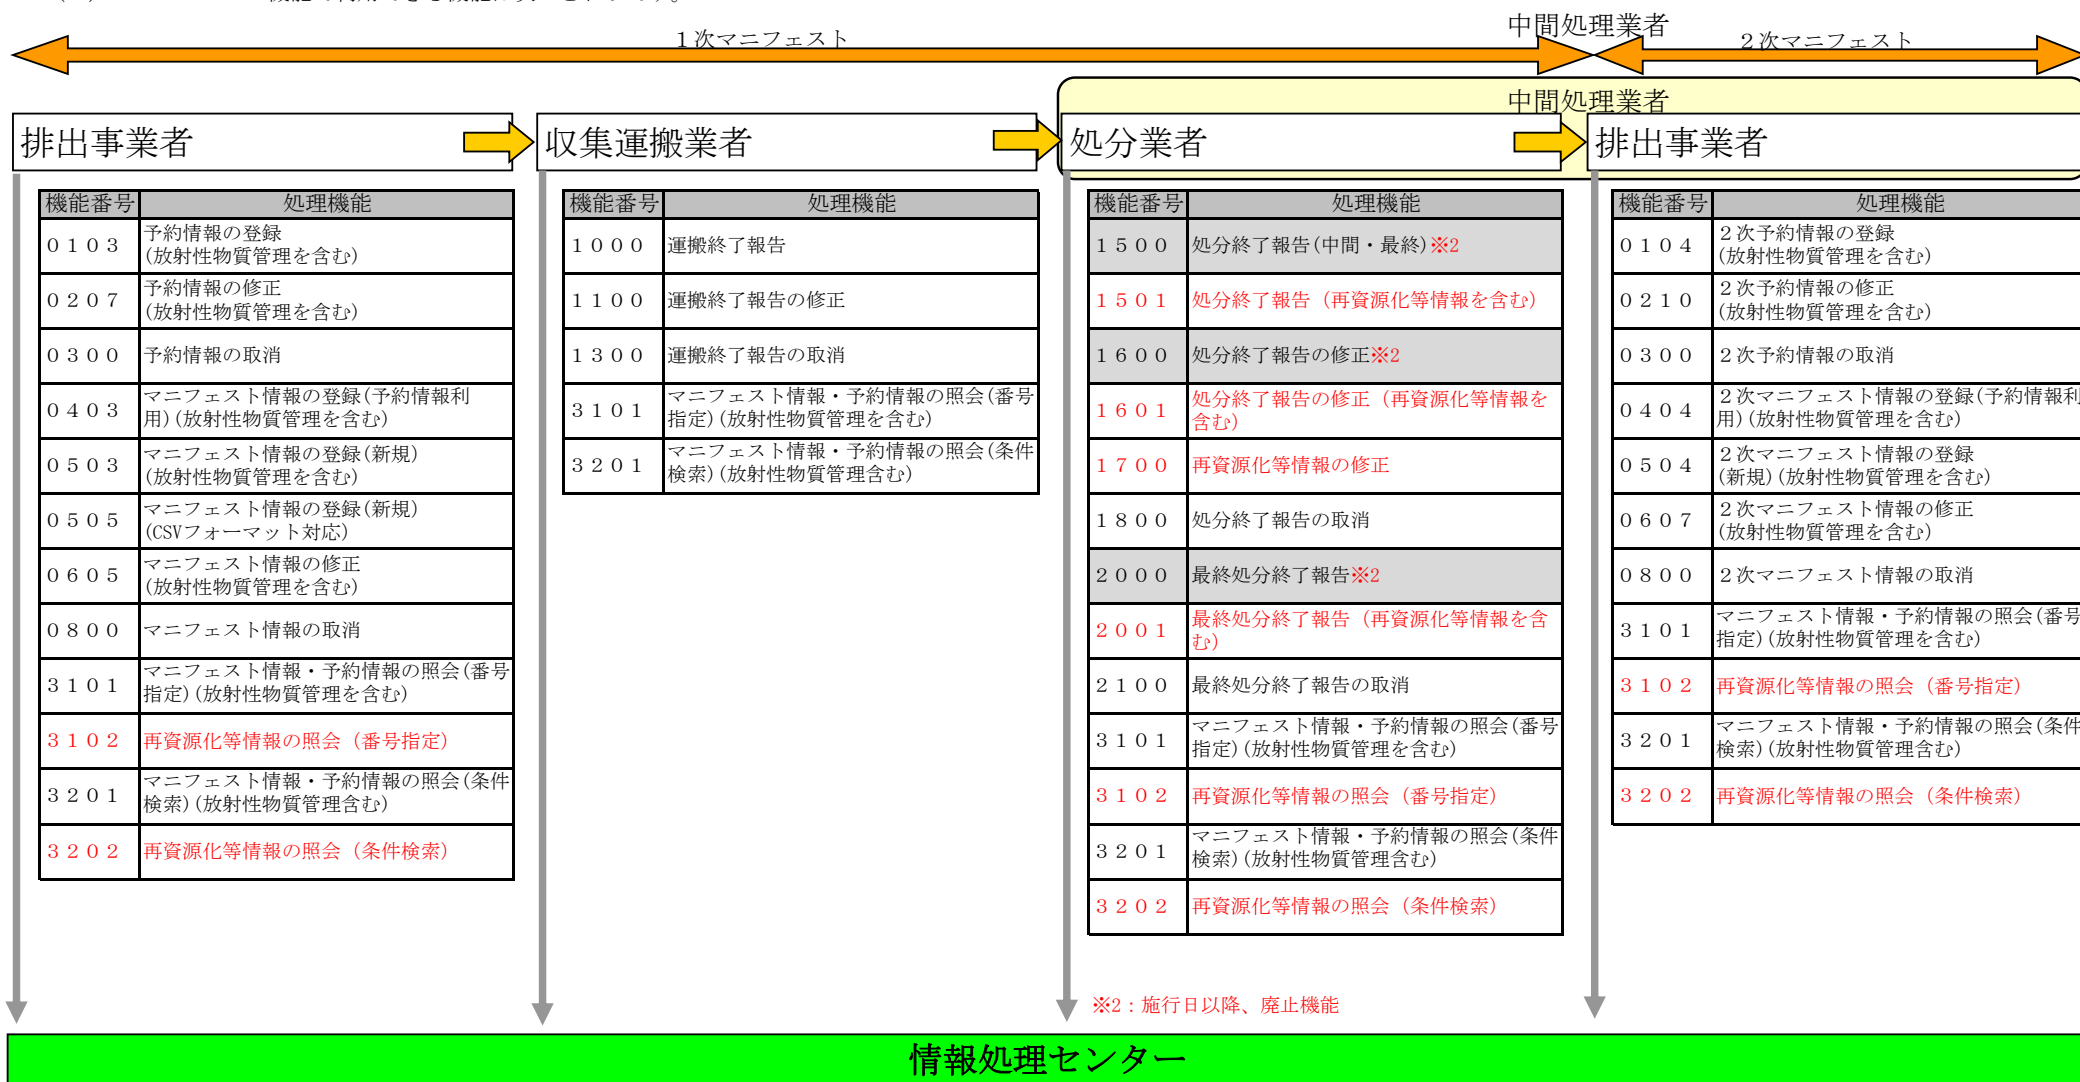 １次マニフェスト
中間処理業者
２次マニフェスト
中間処理業者
排出事業者
収集運搬業者
処分業者
排出事業者
機能番号 処理機能
０１０３ 予約情報の登録
(放射性物質管理を含む)
０２０７ 予約情報の修正
(放射性物質管理を含む)
０３００ 予約情報の取消
０４０３ マニフェスト情報の登録(予約情報利
用)(放射性物質管理を含む)
０５０３ マニフェスト情報の登録(新規)
(放射性物質管理を含む)
０５０５ マニフェスト情報の登録(新規)
(CSVフォーマット対応)
０６０５ マニフェスト情報の修正
(放射性物質管理を含む)
０８００ マニフェスト情報の取消
３１０１ マニフェスト情報・予約情報の照会(番号
指定)(放射性物質管理を含む)
３１０２ 再資源化等情報の照会（番号指定）
３２０１ マニフェスト情報・予約情報の照会(条件
検索)(放射性物質管理含む)
３２０２ 再資源化等情報の照会（条件検索）
機能番号 処理機能
１０００ 運搬終了報告
１１００ 運搬終了報告の修正
１３００ 運搬終了報告の取消
３１０１ マニフェスト情報・予約情報の照会(番号
指定)(放射性物質管理を含む)
３２０１ マニフェスト情報・予約情報の照会(条件
検索)(放射性物質管理含む)
機能番号 処理機能
１５００ 処分終了報告(中間・最終)※2
１５０１ 処分終了報告（再資源化等情報を含む）
１６００ 処分終了報告の修正※2
１６０１ 処分終了報告の修正（再資源化等情報を
含む）
１７００ 再資源化等情報の修正
１８００ 処分終了報告の取消
２０００ 最終処分終了報告※2
２００１ 最終処分終了報告（再資源化等情報を含
む）
２１００ 最終処分終了報告の取消
３１０１ マニフェスト情報・予約情報の照会(番号
指定)(放射性物質管理を含む)
３１０２ 再資源化等情報の照会（番号指定）
３２０１ マニフェスト情報・予約情報の照会(条件
検索)(放射性物質管理含む)
３２０２ 再資源化等情報の照会（条件検索）
※2：施行日以降、廃止機能
機能番号 処理機能
０１０４ ２次予約情報の登録
(放射性物質管理を含む)
０２１０ ２次予約情報の修正
(放射性物質管理を含む)
０３００ ２次予約情報の取消
０４０４ ２次マニフェスト情報の登録(予約情報利
用)(放射性物質管理を含む)
０５０４ ２次マニフェスト情報の登録
(新規)(放射性物質管理を含む)
０６０７ ２次マニフェスト情報の修正
(放射性物質管理を含む)
０８００ ２次マニフェスト情報の取消
３１０１ マニフェスト情報・予約情報の照会(番号
指定)(放射性物質管理を含む)
３１０２ 再資源化等情報の照会（番号指定）
３２０１ マニフェスト情報・予約情報の照会(条件
検索)(放射性物質管理含む)
３２０２ 再資源化等情報の照会（条件検索）
情報処理センター